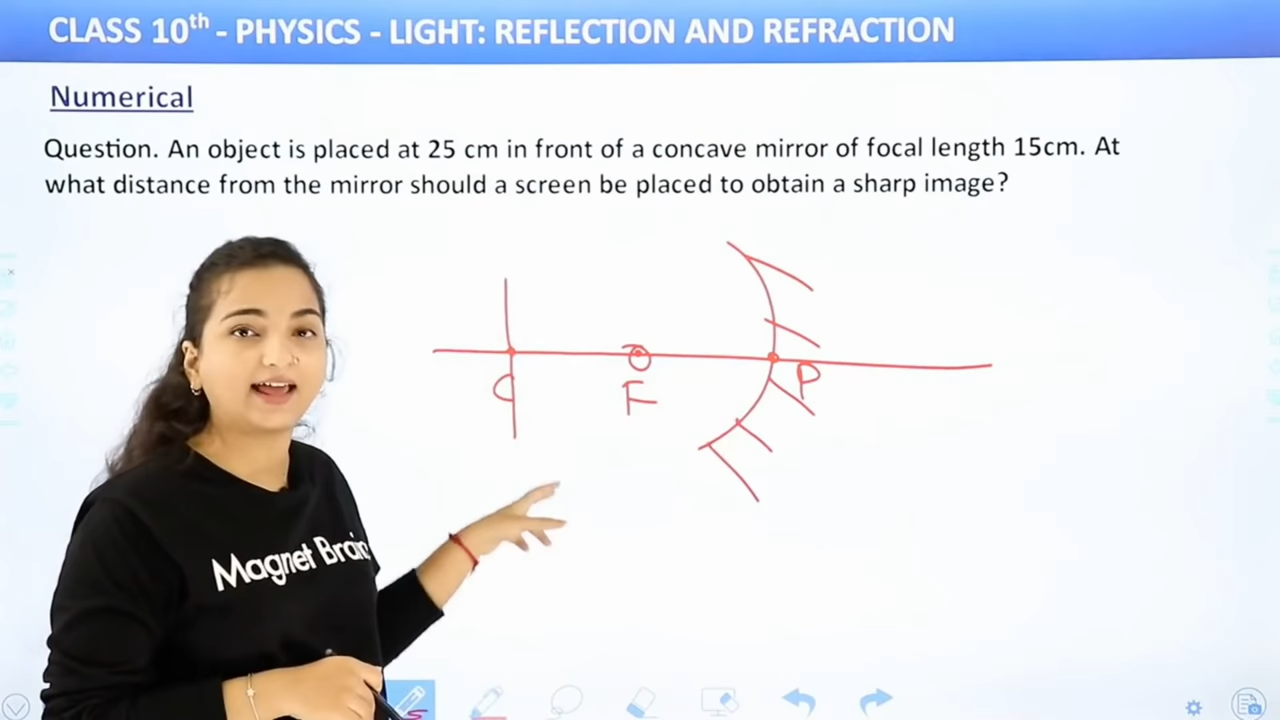 CLASS 10th - PHYSICS - LIGHT: REFLECTION AND REFRACTION
Numerical
Question. An object is placed at 25 cm in front of a concave mirror of focal length 15cm. At
what distance from the mirror should a screen be placed to obtain a sharp image?
C
F
P
Magnet Brain